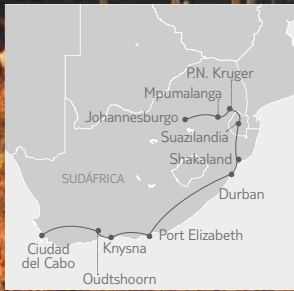 P.N. Kruger
Mpumalanga
Johannesburgo
Suazilandia
Shakaland
SUDÁFRICA
Durban
Port Elizabeth
Knysna
Ciudad
del Cabo
Oudtshoorn